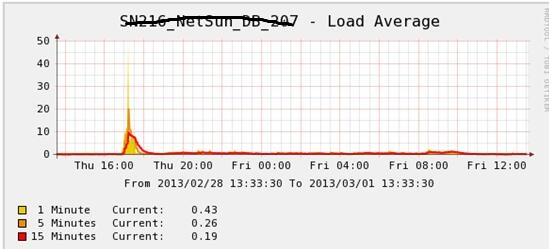 SN216_NetSun_DB_207 - Load Average
50
40
30
20
10
0
Thu 16:00 Thu 20:00 Fri 00:00 Fri 04:00 Fri 08:00 Fri 12:00
From 2013/02/28 13:33:30 To 2013/03/01 13:33:30
1 Minute Current: 0.43
5 Minutes Current: 0.26
15 Minutes Current: 0.19
RRDTOOL / TOBI OETIKER